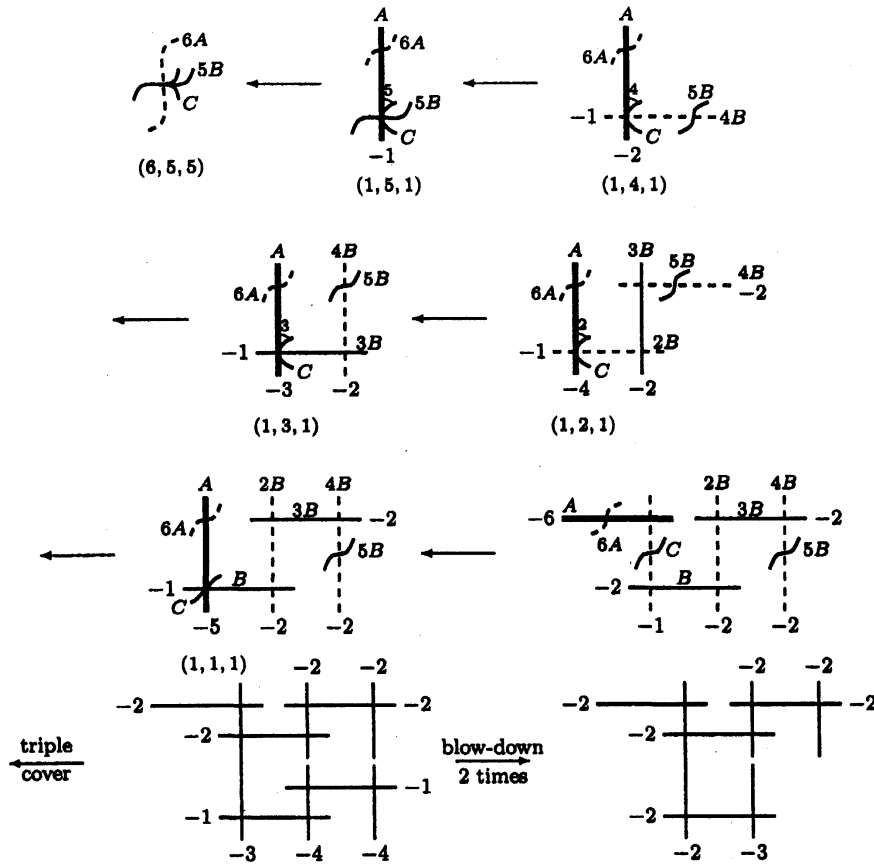 A A
6A 6A 6A
5B 5 5B 4 5B
C C -1 C 4B
-1 -2
(6, 5, 5) (1, 5, 1) (1, 4, 1)
A 4B A 3B 5B 4B
6A 5B 6A -2
3 2
-1 3B -1 2B
C C
-3 -2 -4 -2
(1, 3, 1) (1, 2, 1)
A 2B 4B 2B 4B
6A 3B -2 -6 A 3B -2
5B 6A C 5B
-1 B -2 B
C
-5 -2 -2 -1 -2 -2
(1, 1, 1)
-2 -2 -2 -2
-2 -2 -2 -2
-2 -2
triple blow-down
cover 2 times
-1
-1 -2
-3 -4 -4 -2 -3